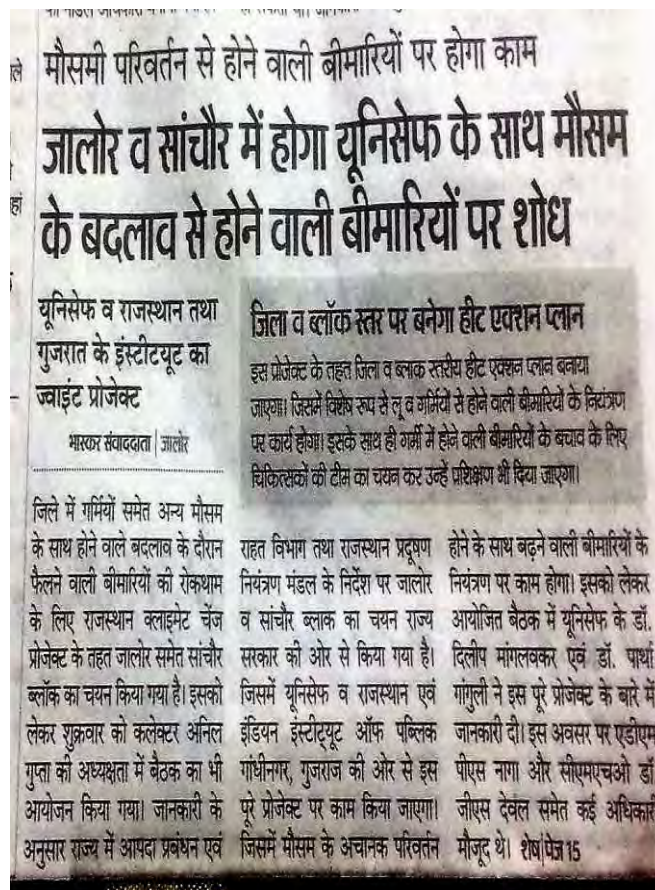 मौसमी परिवर्तन से होने वाली बीमारियों पर होगा काम
जालोर व सांचौर में होगा यूनिसेफ के साथ मौसम
के बदलाव से होने वाली बीमारियों पर शोध
यूनिसेफ व राजस्थान तथा
गुजरात के इंस्टीट्यूट का
ज्वाइंट प्रोजेक्ट
भास्कर संवाददाता | जालोर
जिला व ब्लॉक स्तर पर बनेगा हीट एक्शन प्लान
इस प्रोजेक्ट के तहत जिला व ब्लाक स्तरीय हीट एक्शन प्लान बनाया
जाएगा। जिसमें विशेष रूप से लू व गर्मियों से होने वाली बीमारियों के नियंत्रण
पर कार्य होगा। इसके साथ ही गर्मी में होने वाली बीमारियों के बचाव के लिए
चिकित्सकों की टीम का चयन कर उन्हें प्रशिक्षण भी दिया जाएगा।
जिले में गर्मियों समेत अन्य मौसम
के साथ होने वाले बदलाव के दौरान
फैलने वाली बीमारियों की रोकथाम
के लिए राजस्थान क्लाइमेट चेंज
प्रोजेक्ट के तहत जालोर समेत सांचौर
ब्लॉक का चयन किया गया है। इसको
लेकर शुक्रवार को कलेक्टर अनिल
गुप्ता की अध्यक्षता में बैठक का भी
आयोजन किया गया। जानकारी के
अनुसार राज्य में आपदा प्रबंधन एवं
राहत विभाग तथा राजस्थान प्रदूषण
नियंत्रण मंडल के निर्देश पर जालोर
व सांचौर ब्लाक का चयन राज्य
सरकार की ओर से किया गया है।
जिसमें यूनिसेफ व राजस्थान एवं
इंडियन इंस्टीट्यूट ऑफ पब्लिक
गांधीनगर, गुजराज की ओर से इस
पूरे प्रोजेक्ट पर काम किया जाएगा।
जिसमें मौसम के अचानक परिवर्तन
होने के साथ बढ़ने वाली बीमारियों के
नियंत्रण पर काम होगा। इसको लेकर
आयोजित बैठक में यूनिसेफ के डॉ.
दिलीप मांगलवकर एवं डॉ. पार्था
गांगुली ने इस पूरे प्रोजेक्ट के बारे में
जानकारी दी। इस अवसर पर एडीएम
पीएस नागा और सीएमएचओ डॉ
जीएस देवल समेत कई अधिकारी
मौजूद थे। शेष|पेज 15